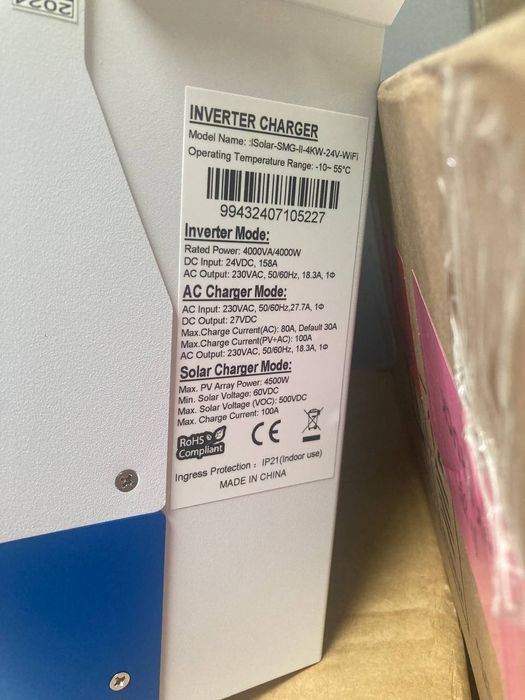 2024
INVERTER CHARGER
Model Name: :ISolar-SMG-II-4KW-24V-WiFi
Operating Temperature Range: -10~ 55°C
99432407105227
Inverter Mode:
Rated Power: 4000VA/4000W
DC Input: 24VDC, 158A
AC Output: 230VAC, 50/60Hz, 18.3A, 1Φ
AC Charger Mode:
AC Input: 230VAC, 50/60Hz,27.7A, 1Φ
DC Output: 27VDC
Max.Charge Current(AC): 80A, Default 30A
Max.Charge Current(PV+AC): 100A
AC Output: 230VAC, 50/60Hz, 18.3A, 1Φ
Solar Charger Mode:
Max. PV Array Power: 4500W
Min. Solar Voltage: 60VDC
Max. Solar Voltage (VOC): 500VDC
Max. Charge Current: 100A
RoHS
Compliant
CE
Ingress Protection : IP21(Indoor use)
MADE IN CHINA